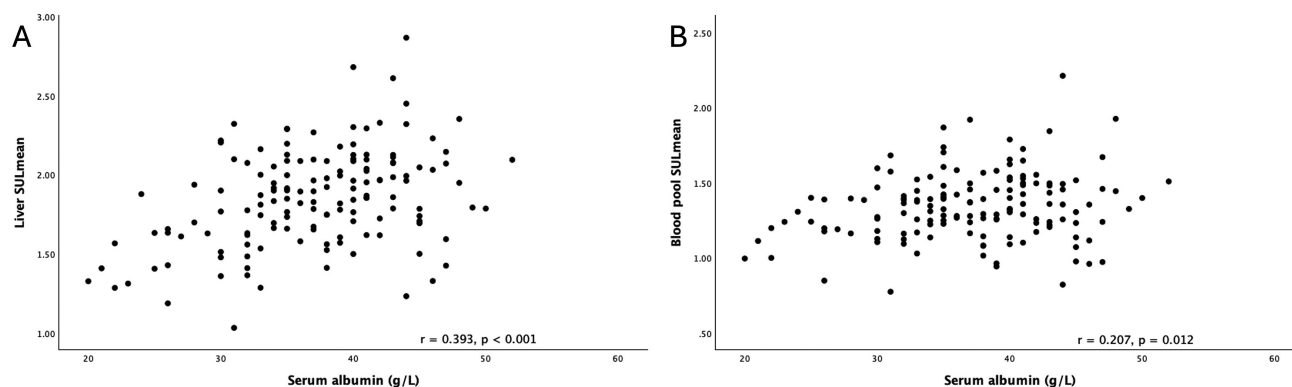 A
3.00
2.50
2.00
1.50
1.00
Liver SULmean
r = 0.393, p < 0.001
20 30 40 50 60
Serum albumin (g/L)
B
2.50
2.00
1.50
1.00
.50
Blood pool SULmean
r = 0.207, p = 0.012
20 30 40 50 60
Serum albumin (g/L)